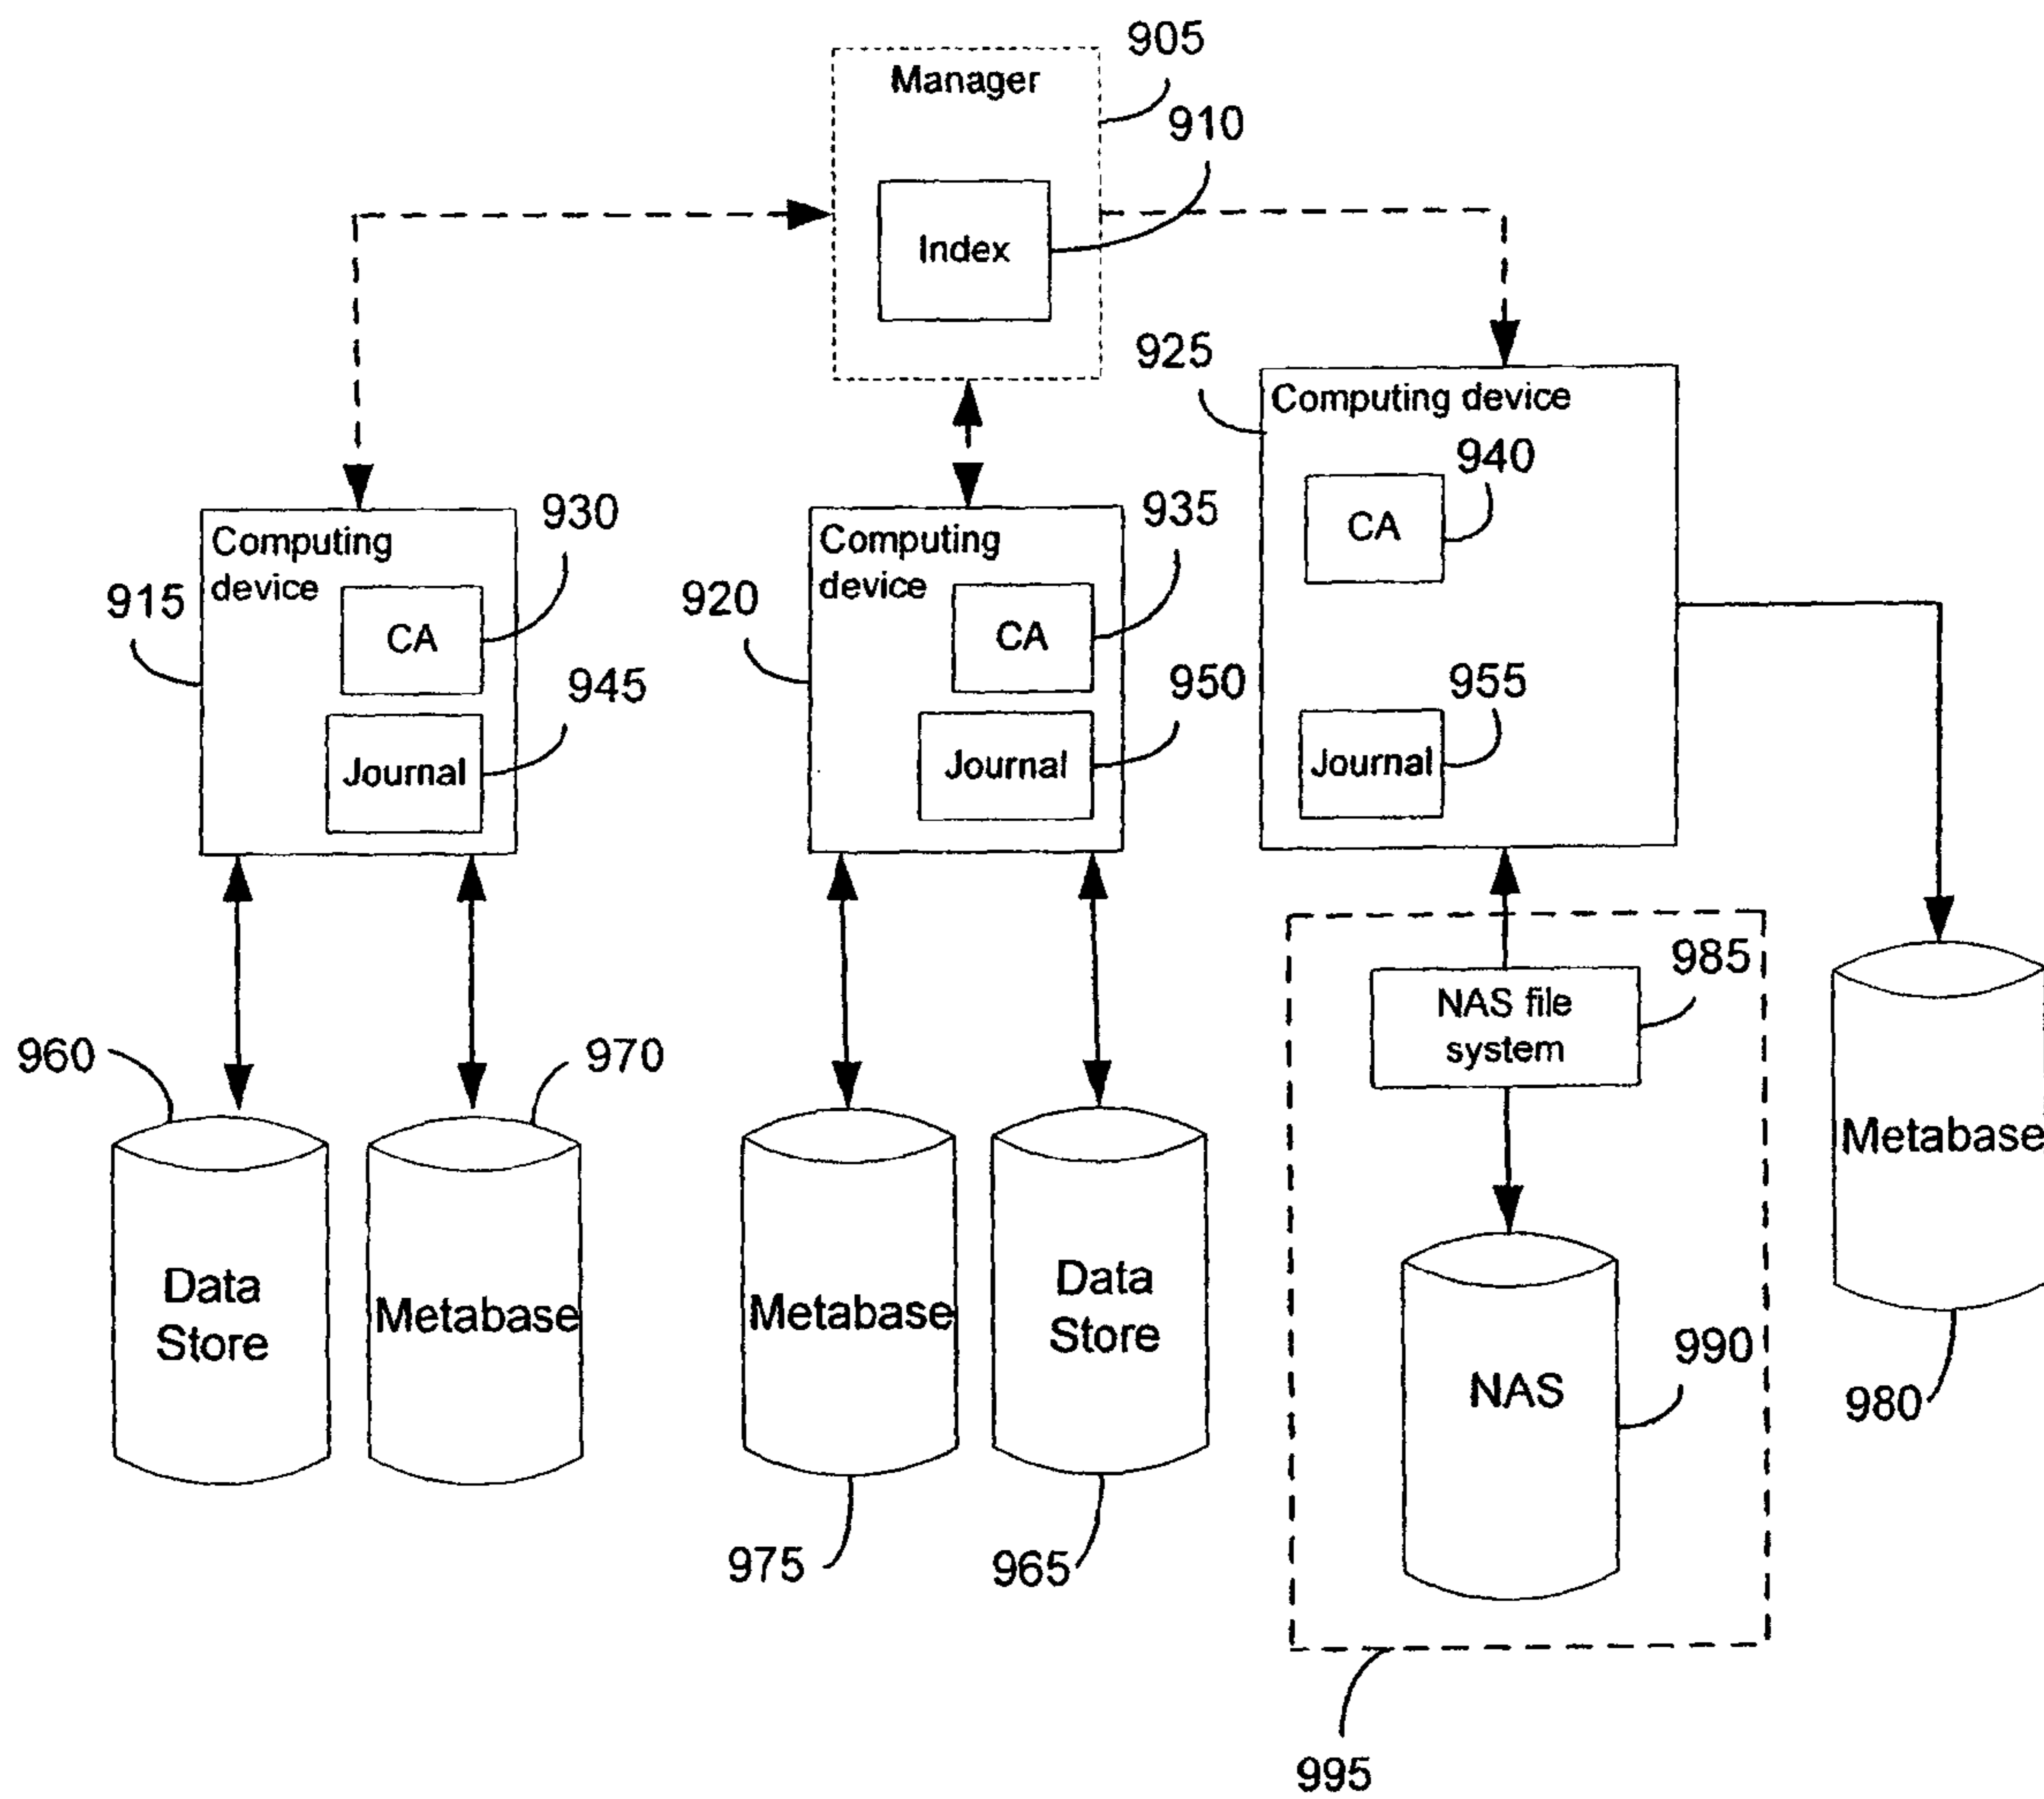 905
Manager
910
Index
925
Computing device
940
CA
955
Journal
930
Computing
device
915
CA
945
Journal
935
Computing
device
920
CA
950
Journal
985
NAS file
system
960
970
Data
Store
Metabase
Metabase
Data
Store
975
965
990
NAS
Metabase
980
995